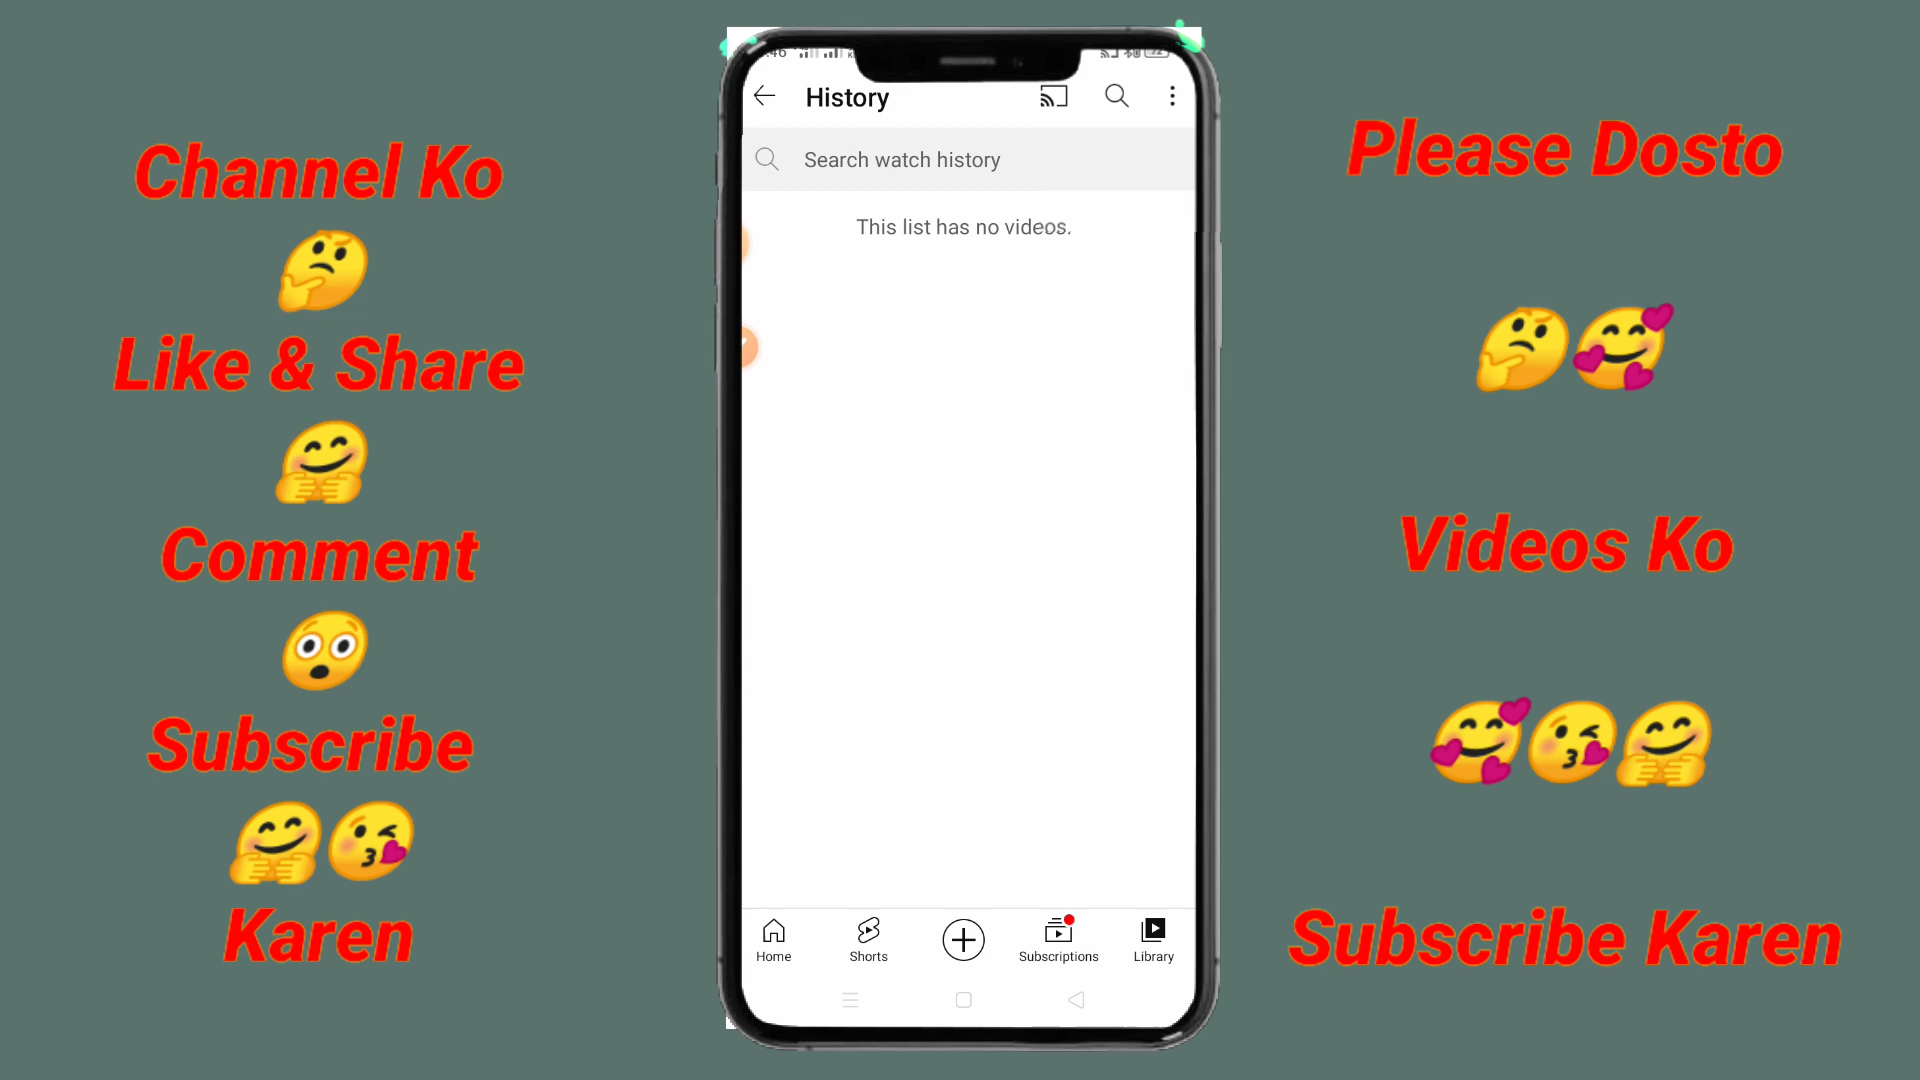 Channel Ko
Like & Share
Comment
Subscribe
Karen
History
Search watch history
This list has no videos.
Home
Shorts
Subscriptions
Library
Please Dosto
Videos Ko
Subscribe Karen